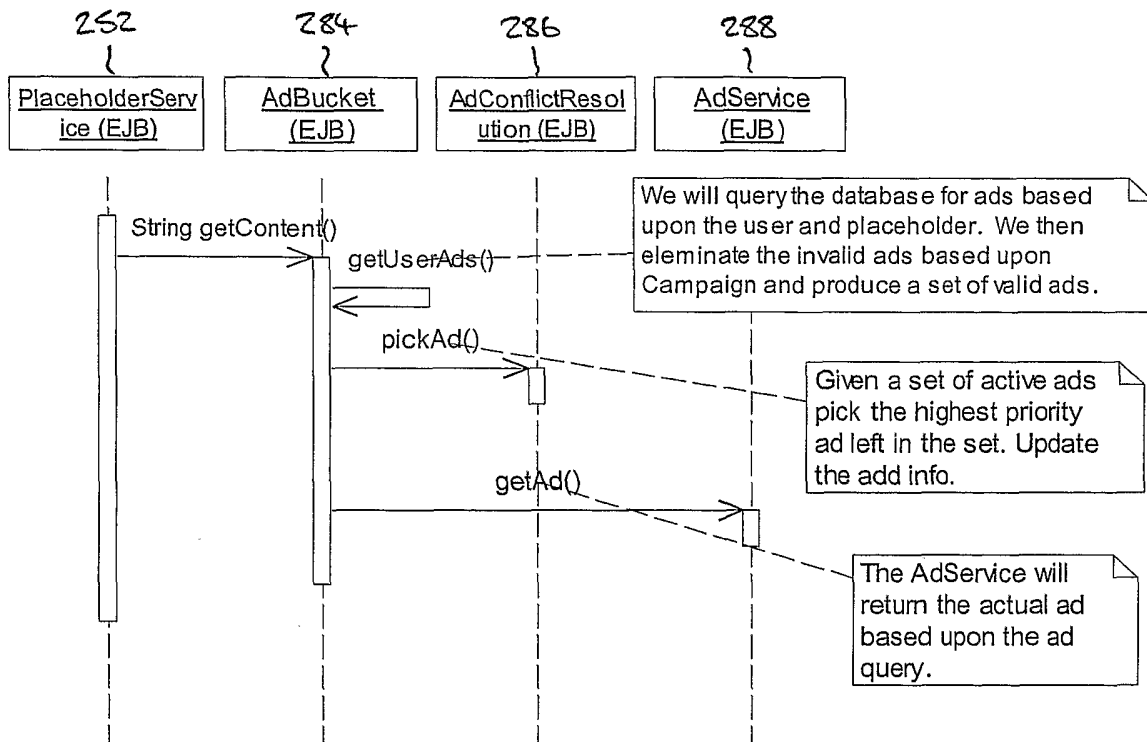 252
284
286
288
PlaceholderServ
ice (EJB)
AdBucket
(EJB)
AdConflictResol
ution (EJB)
AdService
(EJB)
We will query the database for ads based
upon the user and placeholder. We then
eleminate the invalid ads based upon
Campaign and produce a set of valid ads.
String getContent()
getUserAds()
pickAd()
Given a set of active ads
pick the highest priority
ad left in the set. Update
the add info.
getAd()
The AdService will
return the actual ad
based upon the ad
query.